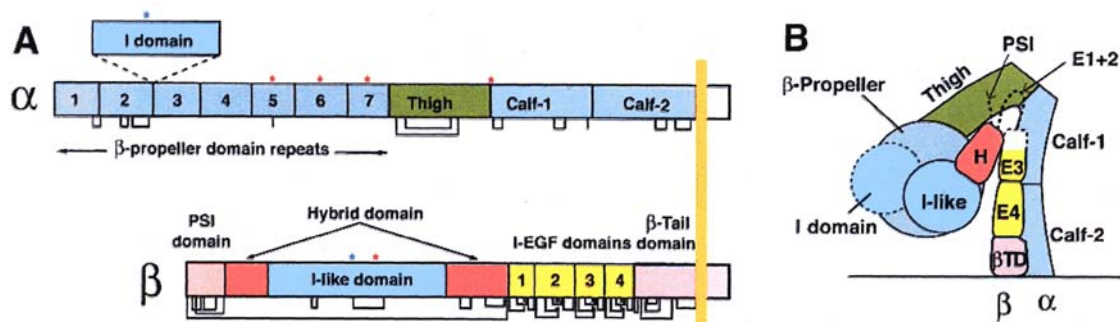 A
I domain
α
1 2 3 4 5 6 7 Thigh Calf-1 Calf-2
β-propeller domain repeats
PSI
domain
Hybrid domain
I-EGF domains
β-Tail
domain
β
I-like domain
1 2 3 4
B
PSI
E1+2
β-Propeller
Thigh
Calf-1
H
E3
I-like
E4
I domain
Calf-2
βTD
β α